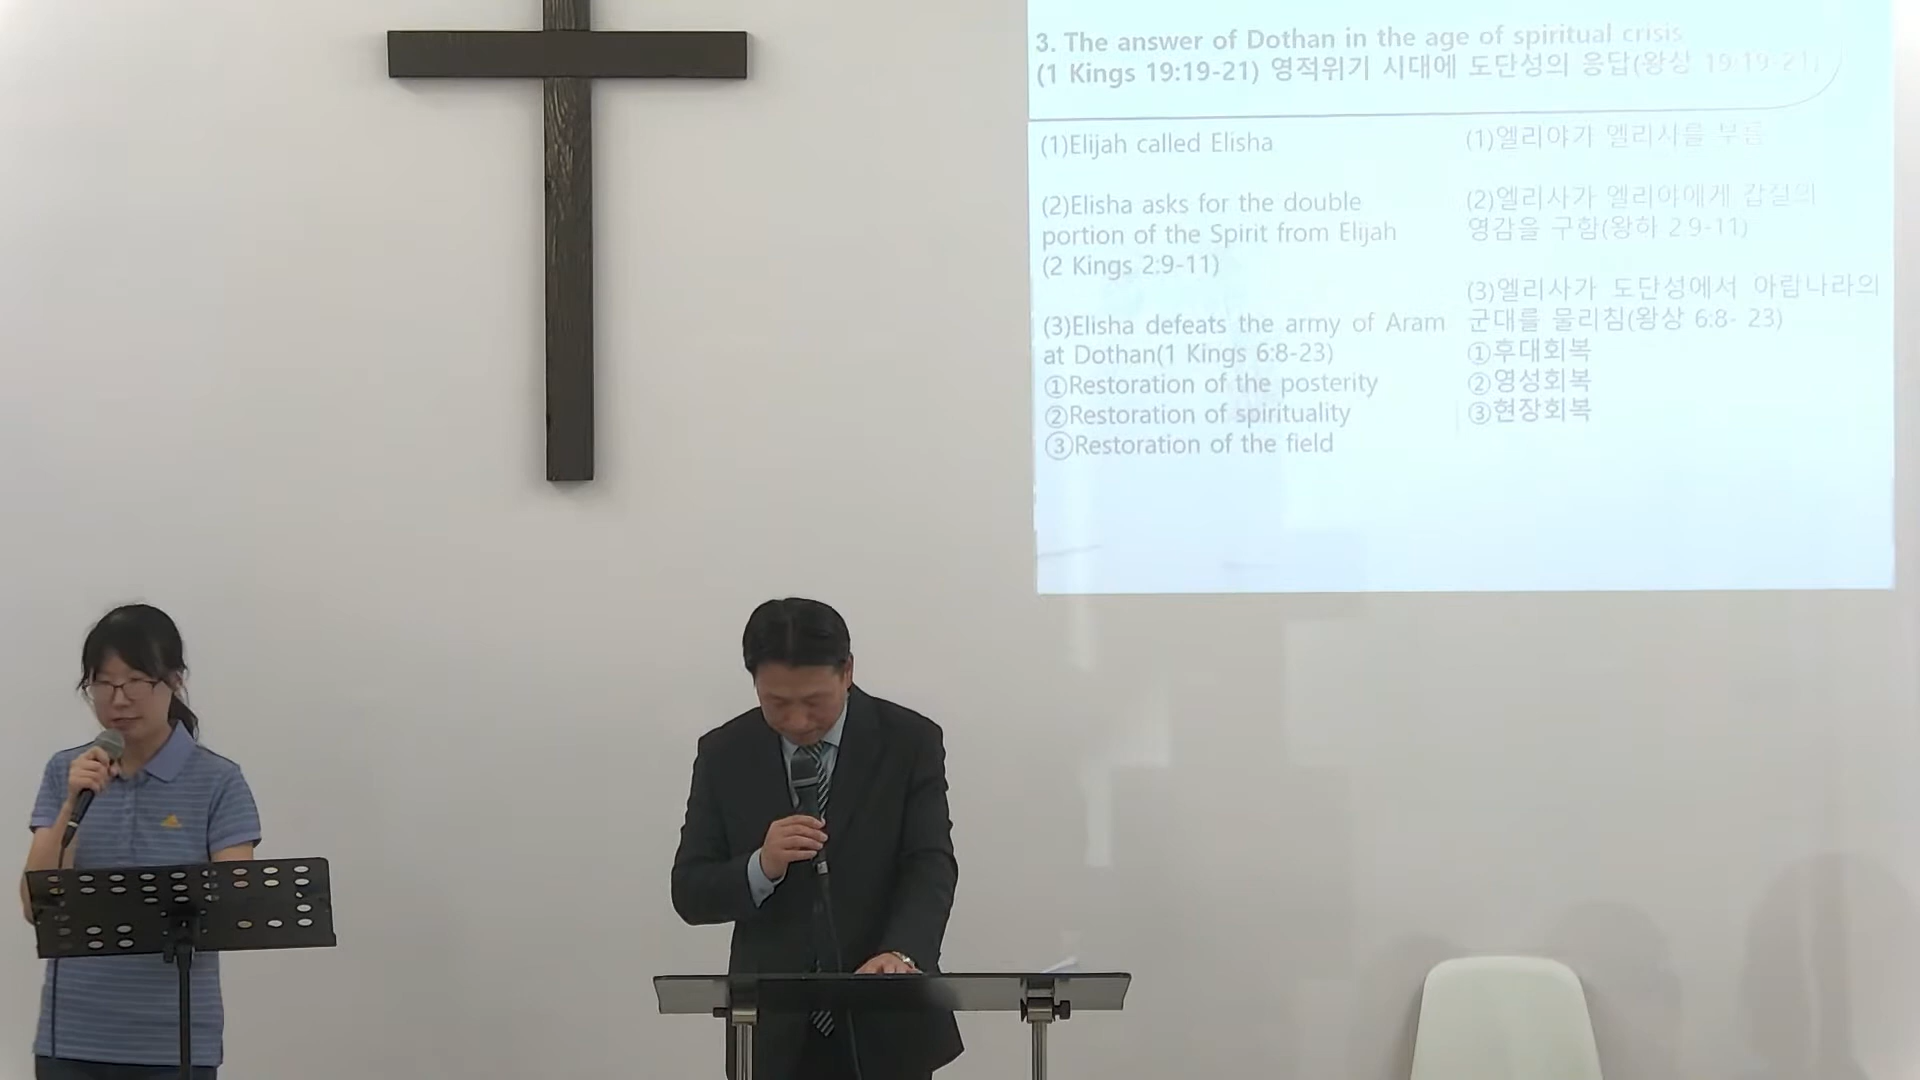 3. The answer of Dothan in the age of spiritual crisis
(1 Kings 19:19-21) 영적위기 시대에 도단성의 응답(왕상 19:19-21)
(1)Elijah called Elisha
(2)Elisha asks for the double
portion of the Spirit from Elijah
(2 Kings 2:9-11)
(3)Elisha defeats the army of Aram
at Dothan(1 Kings 6:8-23)
①Restoration of the posterity
②Restoration of spirituality
③Restoration of the field
(1)엘리야가 엘리사를 부름
(2)엘리사가 엘리야에게 갑절의
영감을 구함(왕하 2:9-11)
(3)엘리사가 도단성에서 아람나라의
군대를 물리침(왕상 6:8- 23)
①후대회복
②영성회복
③현장회복